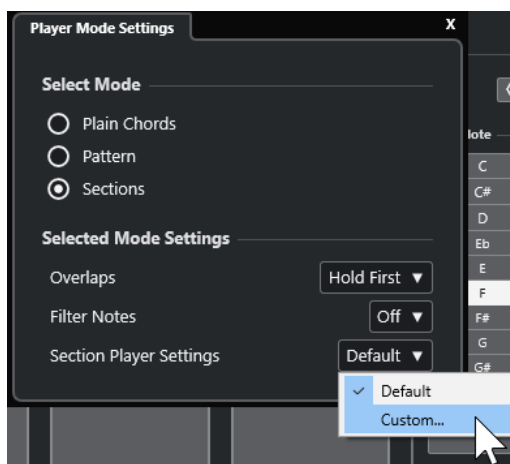 Player Mode Settings X
Select Mode
Plain Chords
Pattern
Sections
Selected Mode Settings
Overlaps Hold First ▼
Filter Notes Off ▼
Section Player Settings Default ▼
✓ Default
Custom...
C
C#
D
Eb
E
F
F#
G
G#